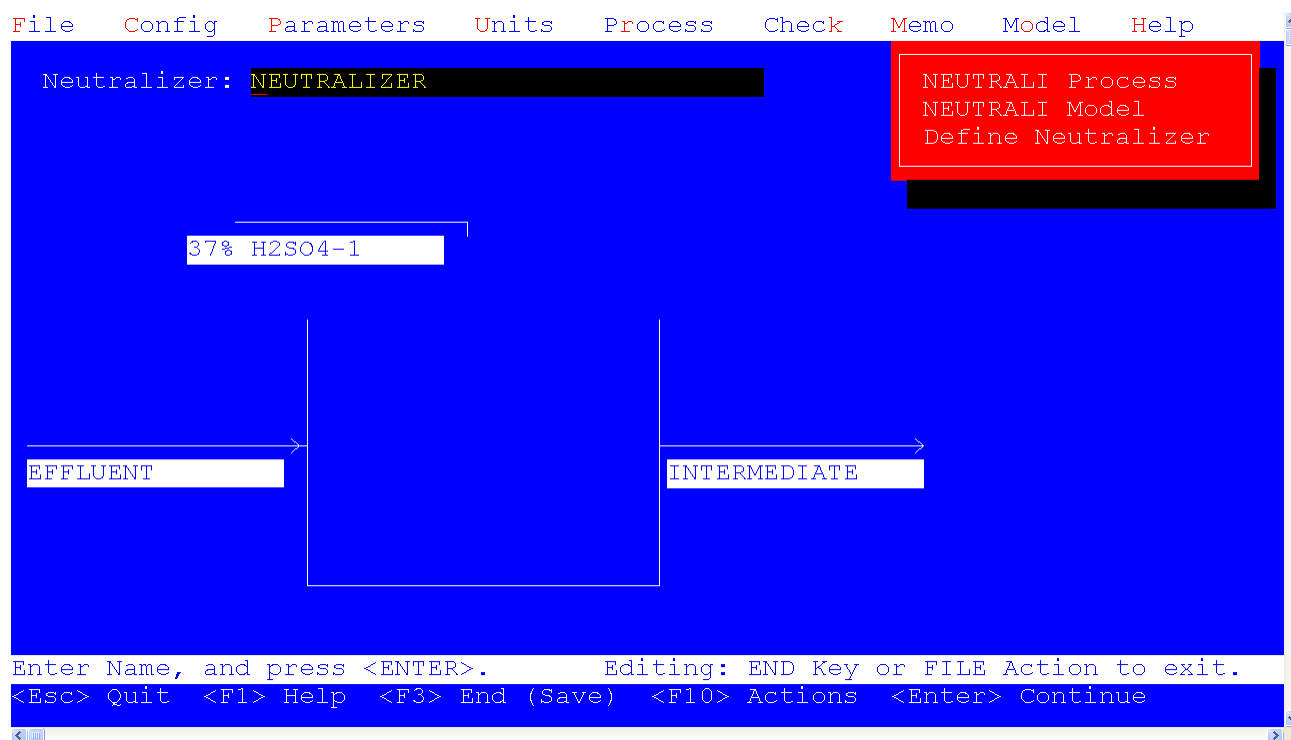 File Config Parameters Units Process Check Memo Model Help
Neutralizer: NEUTRALIZER
NEUTRALI Process
NEUTRALI Model
Define Neutralizer
37% H2SO4-1
EFFLUENT
INTERMEDIATE
Enter Name, and press <ENTER>. Editing: END Key or FILE Action to exit.
<Esc> Quit <F1> Help <F3> End (Save) <F10> Actions <Enter> Continue